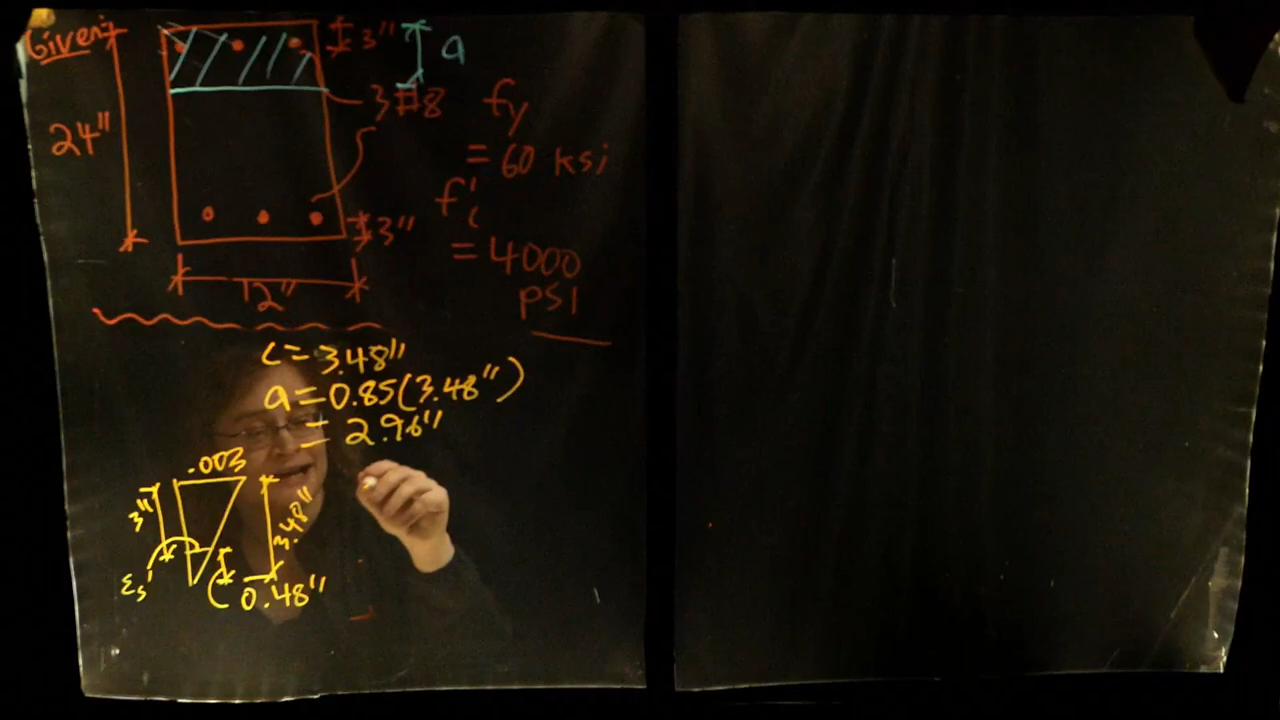 Given:
3"
a
24"
3#8
fy
= 60 ksi
f'c
= 4000
psi
3"
12"
c = 3.48"
a = 0.85(3.48")
= 2.96"
.003
3"
3.48"
εs'
0.48"